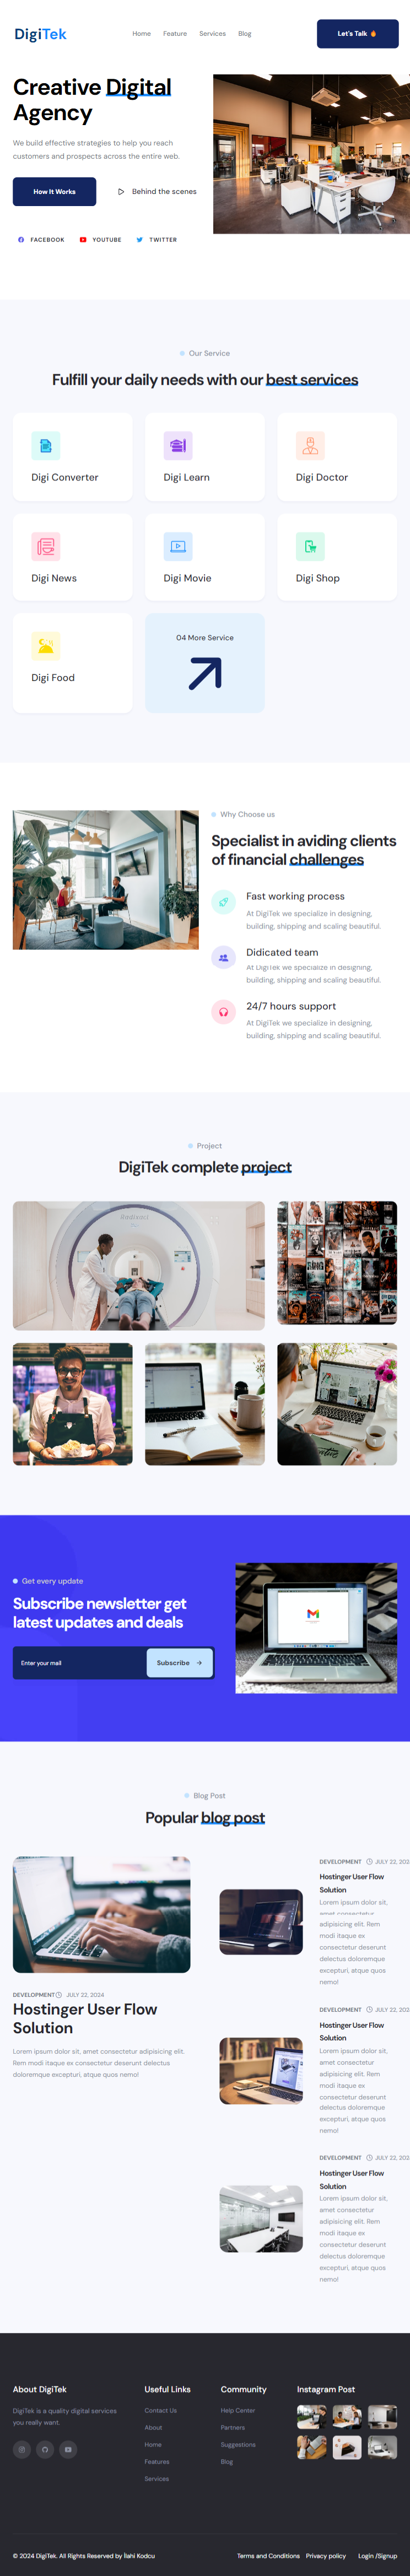 DigiTek
Home Feature Services Blog
Let's Talk
Creative Digital
Agency
We build effective strategies to help you reach
customers and prospects across the entire web.
How It Works
Behind the scenes
FACEBOOK YOUTUBE TWITTER
Our Service
Fulfill your daily needs with our best services
Digi Converter
Digi Learn
Digi Doctor
Digi News
Digi Movie
Digi Shop
Digi Food
04 More Service
Why Choose us
Specialist in aviding clients
of financial challenges
Fast working process
At DigiTek we specialize in designing,
building, shipping and scaling beautiful.
Didicated team
At DigiTek we specialize in designing,
building, shipping and scaling beautiful.
24/7 hours support
At DigiTek we specialize in designing,
building, shipping and scaling beautiful.
Project
DigiTek complete project
Get every update
Subscribe newsletter get
latest updates and deals
Enter your mail
Subscribe
Blog Post
Popular blog post
DEVELOPMENT JULY 22, 2024
Hostinger User Flow
Solution
Lorem ipsum dolor sit, amet consectetur adipisicing elit.
Rem modi itaque ex consectetur deserunt delectus
doloremque excepturi, atque quos nemo!
DEVELOPMENT JULY 22, 202
Hostinger User Flow
Solution
Lorem ipsum dolor sit,
amet consectetur
adipisicing elit. Rem
modi itaque ex
consectetur deserunt
delectus doloremque
excepturi, atque quos
nemo!
DEVELOPMENT JULY 22, 202
Hostinger User Flow
Solution
Lorem ipsum dolor sit,
amet consectetur
adipisicing elit. Rem
modi itaque ex
consectetur deserunt
delectus doloremque
excepturi, atque quos
nemo!
DEVELOPMENT JULY 22, 202
Hostinger User Flow
Solution
Lorem ipsum dolor sit,
amet consectetur
adipisicing elit. Rem
modi itaque ex
consectetur deserunt
delectus doloremque
excepturi, atque quos
nemo!
About DigiTek
DigiTek is a quality digital services
you really want.
Useful Links
Contact Us
About
Home
Features
Services
Community
Help Center
Partners
Suggestions
Blog
Instagram Post
© 2024 DigiTek. All Rights Reserved by İlahi Kodcu
Terms and Conditions Privacy policy Login /Signup